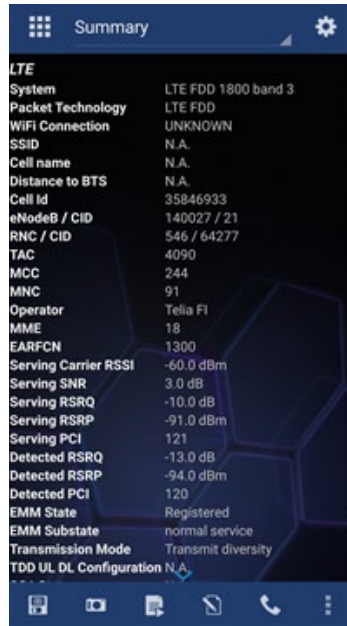 Summary
LTE
System LTE FDD 1800 band 3
Packet Technology LTE FDD
WiFi Connection UNKNOWN
SSID N.A.
Cell name N.A.
Distance to BTS N.A.
Cell Id 35846933
eNodeB / CID 140027 / 21
RNC / CID 546 / 64277
TAC 4090
MCC 244
MNC 91
Operator Telia FI
MME 18
EARFCN 1300
Serving Carrier RSSI -60.0 dBm
Serving SNR 3.0 dB
Serving RSRQ -10.0 dB
Serving RSRP -91.0 dBm
Serving PCI 121
Detected RSRQ -13.0 dB
Detected RSRP -94.0 dBm
Detected PCI 120
EMM State Registered
EMM Substate normal service
Transmission Mode Transmit diversity
TDD UL DL Configuration N.A.